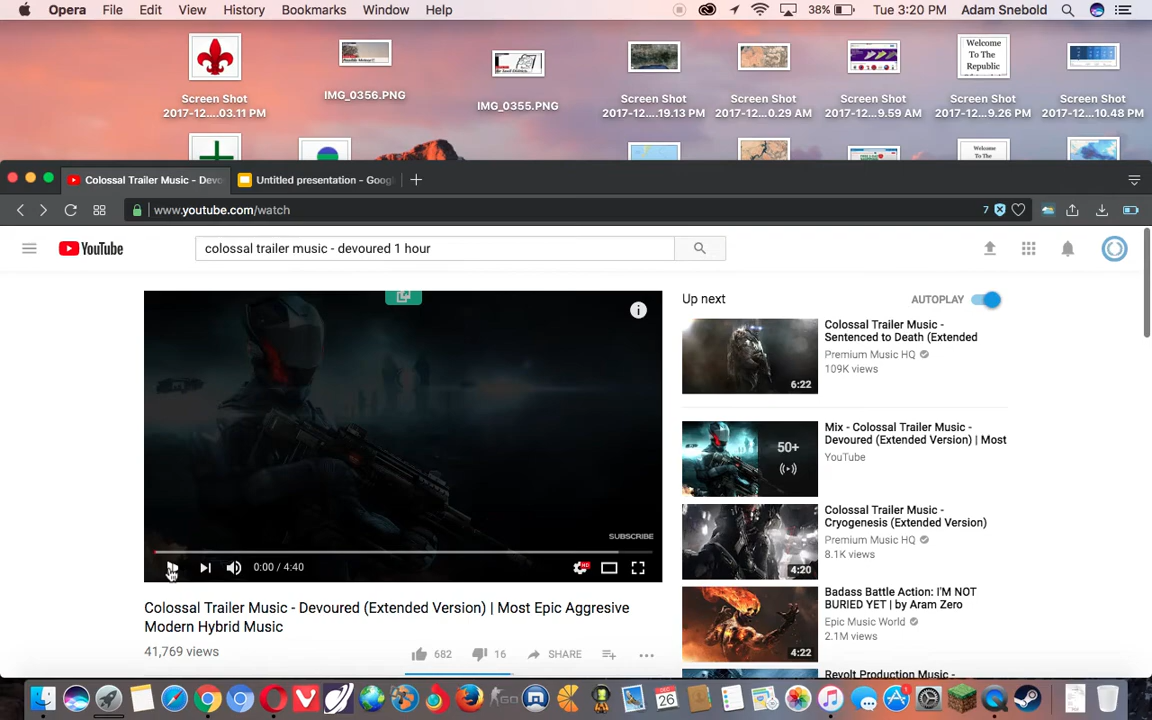 Opera File Edit View History Bookmarks Window Help 38% Tue 3:20 PM Adam Snebold
Welcome
To The
Republic
Screen Shot
2017-12....03.11 PM
IMG_0356.PNG
IMG_0355.PNG
Screen Shot
2017-12....19.13 PM
Screen Shot
2017-12...0.29 AM
Screen Shot
2017-12...9.59 AM
Screen Shot
2017-12...9.26 PM
Screen Shot
2017-12...10.48 PM
Welcome
To The
Colossal Trailer Music - Devo
Untitled presentation - Goog
www.youtube.com/watch
7
YouTube
colossal trailer music - devoured 1 hour
Up next
AUTOPLAY
SUBSCRIBE
0:00 / 4:40
HD
Colossal Trailer Music - Devoured (Extended Version) | Most Epic Aggresive
Modern Hybrid Music
41,769 views
682
16
SHARE
6:22
Colossal Trailer Music -
Sentenced to Death (Extended
Premium Music HQ
109K views
50+
Mix - Colossal Trailer Music -
Devoured (Extended Version) | Most
YouTube
4:20
Colossal Trailer Music -
Cryogenesis (Extended Version)
Premium Music HQ
8.1K views
4:22
Badass Battle Action: I'M NOT
BURIED YET | by Aram Zero
Epic Music World
2.1M views
Revolt Production Music -
GO
DEC
26
1